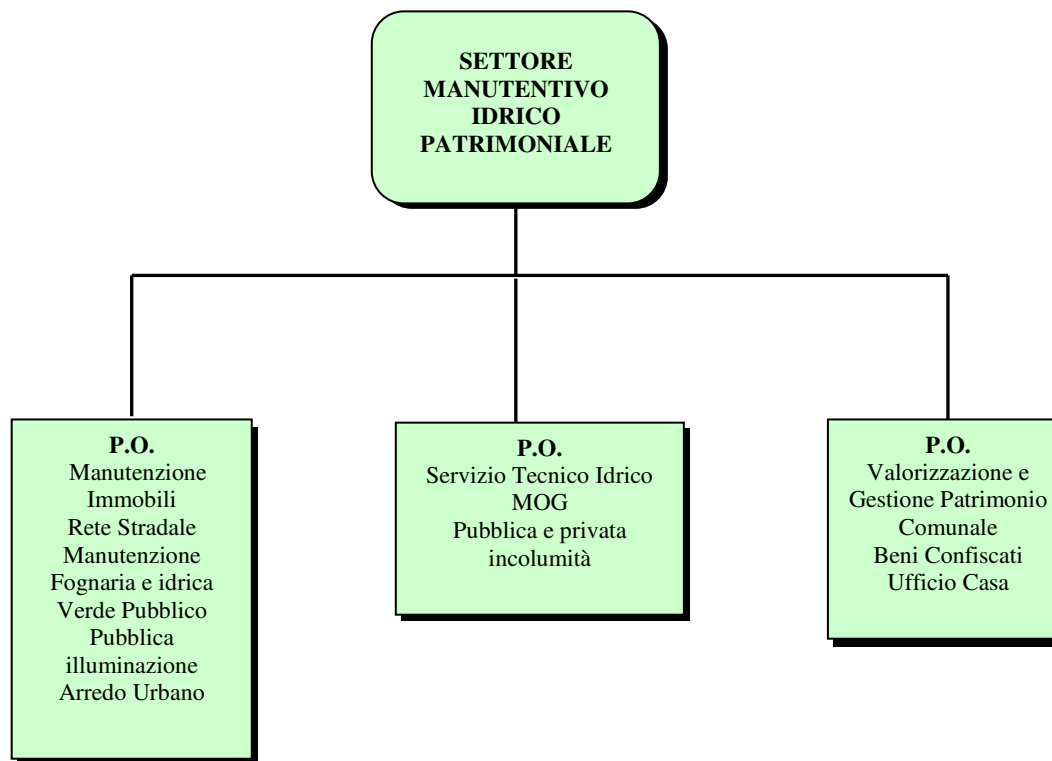 SETTORE
MANUTENTIVO
IDRICO
PATRIMONIALE
P.O.
Manutenzione
Immobili
Rete Stradale
Manutenzione
Fognaria e idrica
Verde Pubblico
Pubblica
illuminazione
Arredo Urbano
P.O.
Servizio Tecnico Idrico
MOG
Pubblica e privata
incolumità
P.O.
Valorizzazione e
Gestione Patrimonio
Comunale
Beni Confiscati
Ufficio Casa